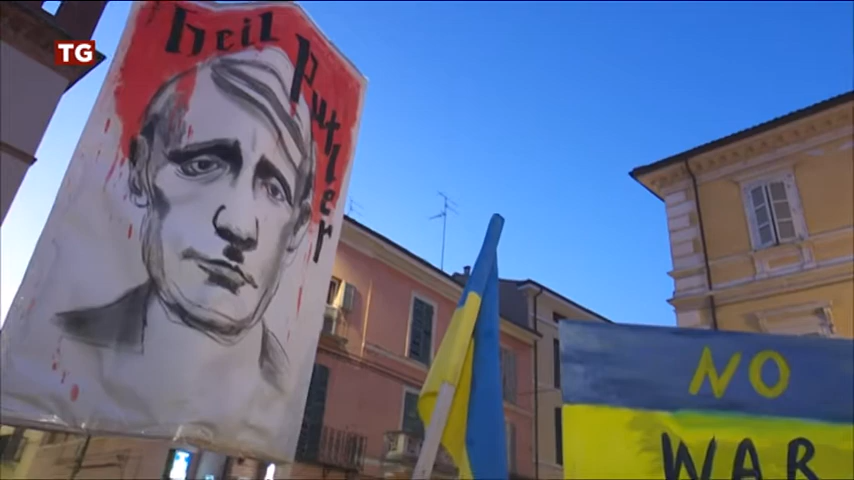 TG
heil
Putler
NO
WAR